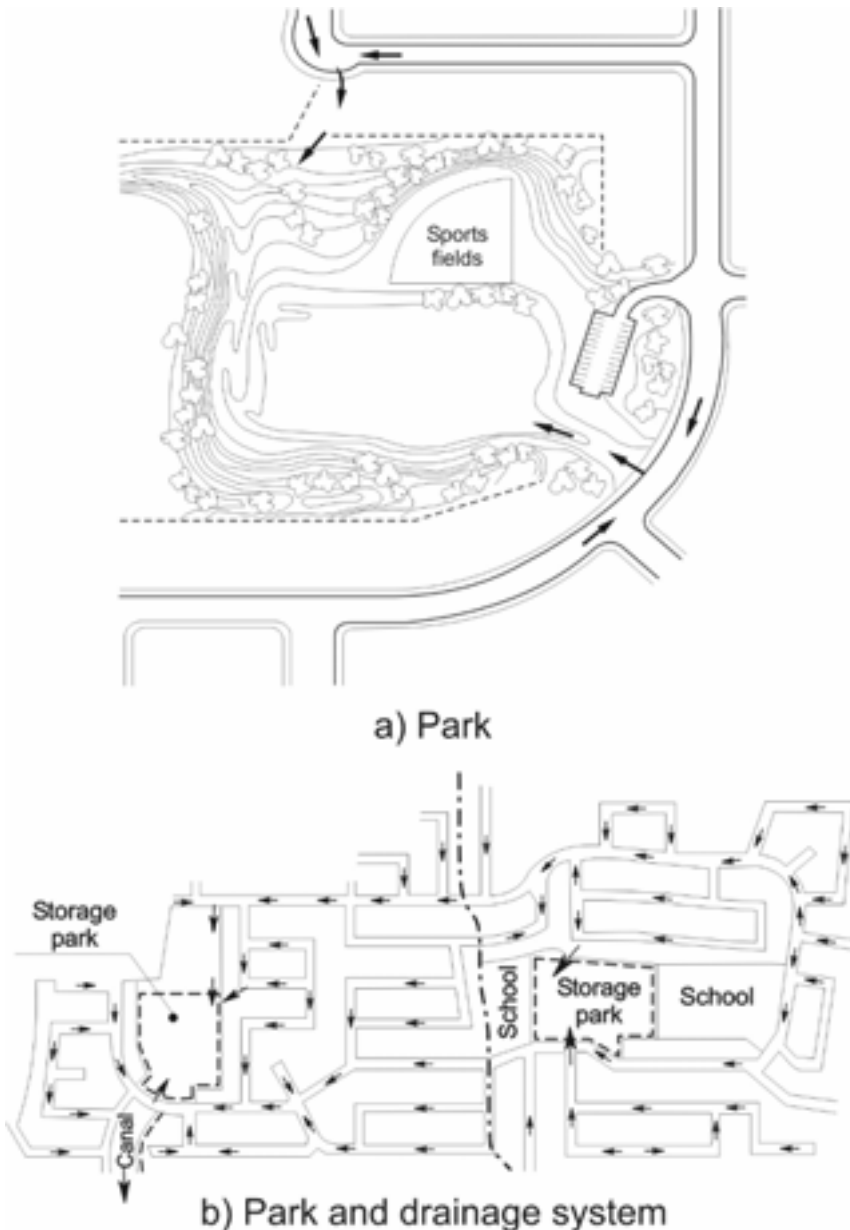 Sports
fields
a) Park
Storage
park
School
Storage
park
School
Canal
b) Park and drainage system